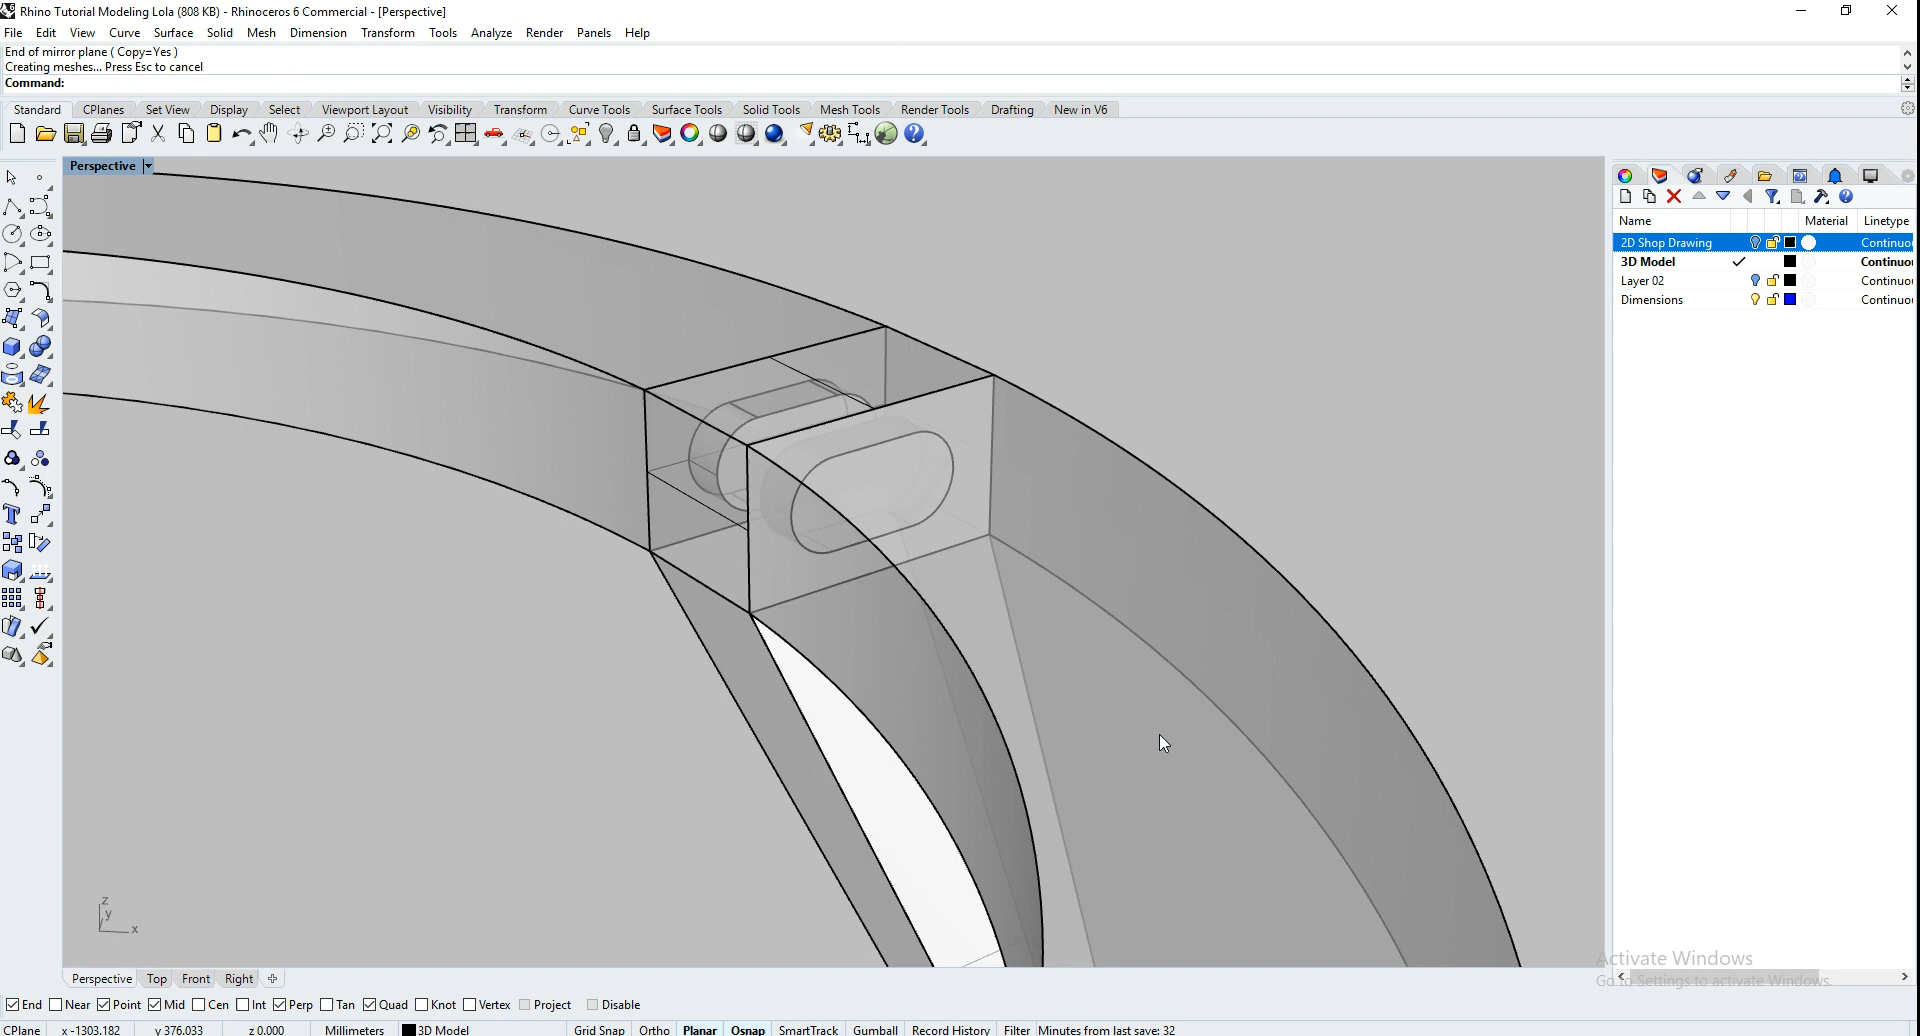 Rhino Tutorial Modeling Lola (808 KB) - Rhinoceros 6 Commercial - [Perspective]
File Edit View Curve Surface Solid Mesh Dimension Transform Tools Analyze Render Panels Help
End of mirror plane ( Copy=Yes )
Creating meshes... Press Esc to cancel
Command:
Standard CPlanes Set View Display Select Viewport Layout Visibility Transform Curve Tools Surface Tools Solid Tools Mesh Tools Render Tools Drafting New in V6
Perspective
Name Material Linetype
2D Shop Drawing Continuo
3D Model Continuo
Layer 02 Continuo
Dimensions Continuo
z
y
x
Activate Windows
Go to Settings to activate Windows.
Perspective Top Front Right
End Near Point Mid Cen Int Perp Tan Quad Knot Vertex Project Disable
CPlane x -1303.182 y 376.033 z 0.000 Millimeters 3D Model Grid Snap Ortho Planar Osnap SmartTrack Gumball Record History Filter Minutes from last save: 32